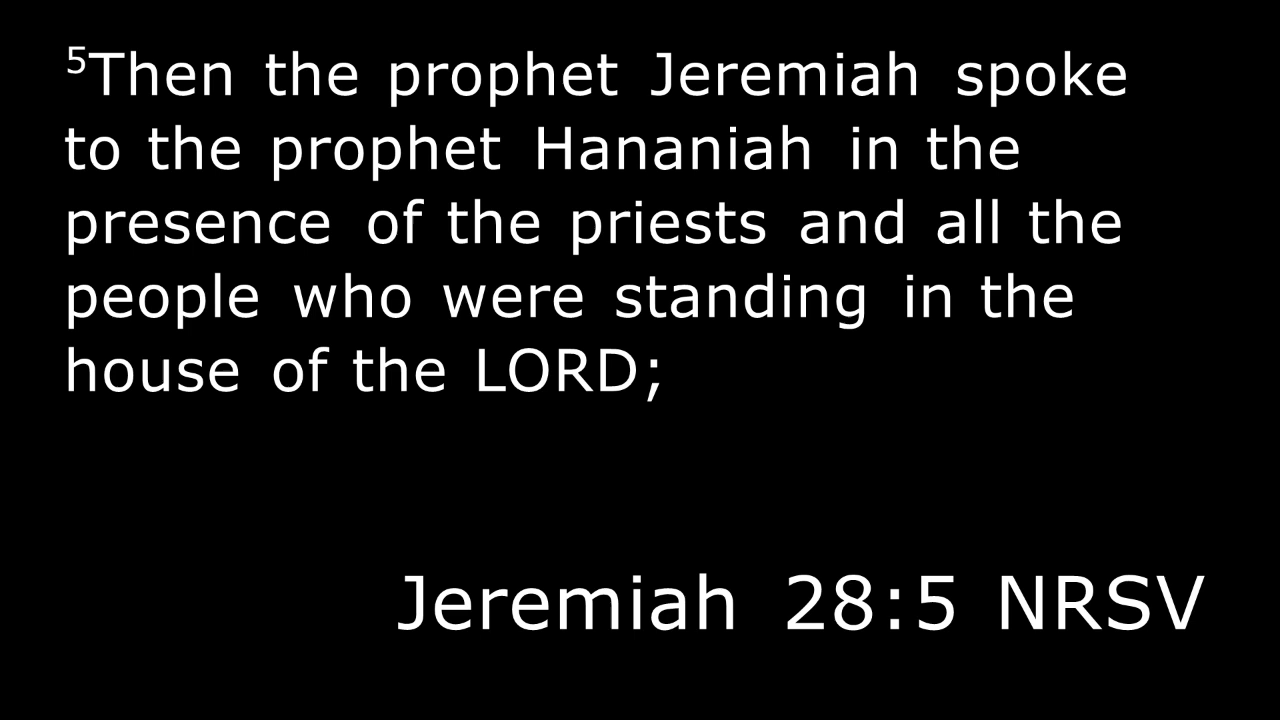 ⁵Then the prophet Jeremiah spoke
to the prophet Hananiah in the
presence of the priests and all the
people who were standing in the
house of the LORD;
Jeremiah 28:5 NRSV